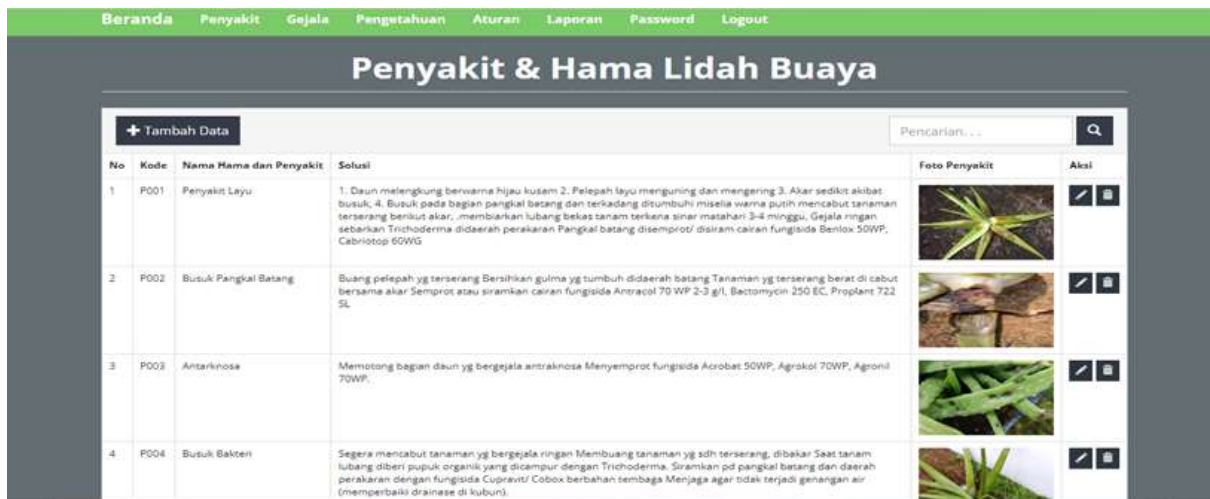 Beranda Penyakit Gejala Pengetahuan Aturan Laporan Password Logout
Penyakit & Hama Lidah Buaya
Tambah Data
Pencarian. . .
No Kode Nama Hama dan Penyakit Solusi Foto Penyakit Aksi
1 P001 Penyakit Layu 1. Daun melengkung berwarna hijau kusam 2. Pelepah layu menguning dan mengering 3. Akar sedikit akibat
busuk, 4. Busuk pada bagian pangkal batang dan terkadang ditumbuhi miselia warna putih mencabut tanaman
terserang berikut akar, .membiarkan lubang bekas tanam terkena sinar matahari 3-4 minggu, Gejala ringan
sebarkan Trichoderma didaerah perakaran Pangkal batang disemprot/ disiram cairan fungisida Benlox 50WP,
Cabriotop 60WG
2 P002 Busuk Pangkal Batang Buang pelepah yg terserang Bersihkan gulma yg tumbuh didaerah batang Tanaman yg terserang berat di cabut
bersama akar Semprot atau siramkan cairan fungisida Antracol 70 WP 2-3 g/l, Bactomycin 250 EC, Proplant 722
SL
3 P003 Antarknosa Memotong bagian daun yg bergejala antraknosa Menyemprot fungisida Acrobat 50WP, Agrokol 70WP, Agronil
70WP.
4 P004 Busuk Bakteri Segera mencabut tanaman yg bergejala ringan Membuang tanaman yg sdh terserang, dibakar Saat tanam
lubang diberi pupuk organik yang dicampur dengan Trichoderma. Siramkan pd pangkal batang dan daerah
perakaran dengan fungisida Cupravit/ Cobox berbahan tembaga Menjaga agar tidak terjadi genangan air
(memperbaiki drainase di kubun).